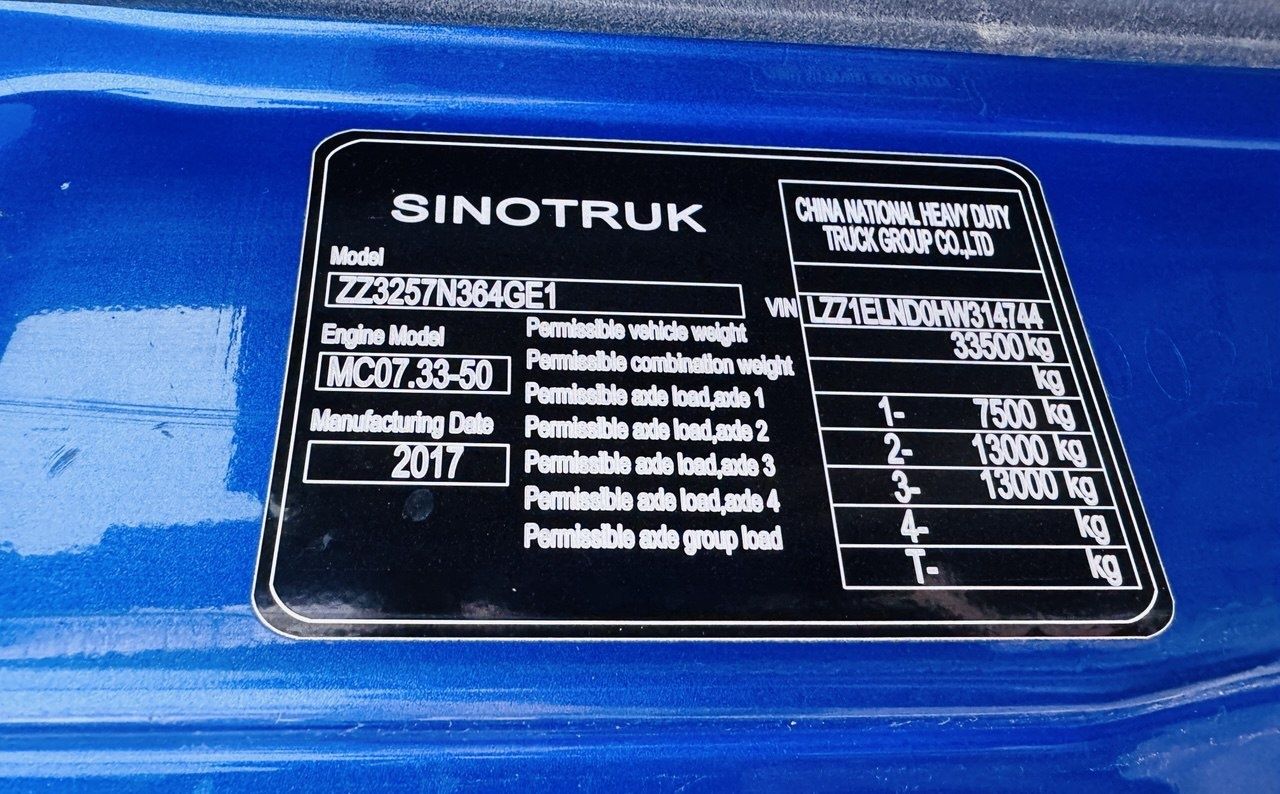 SINOTRUK
CHINA NATIONAL HEAVY DUTY
TRUCK GROUP CO.,LTD
Model
ZZ3257N364GE1
VIN LZZ1ELND0HW314744
Engine Model
MC07.33-50
Manufacturing Date
2017
Permissible vehicle weight 33500kg
Permissible combination weight kg
Permissible axle load,axle 1 1- 7500 kg
Permissible axle load,axle 2 2- 13000 kg
Permissible axle load,axle 3 3- 13000 kg
Permissible axle load,axle 4 4- kg
Permissible axle group load T- kg